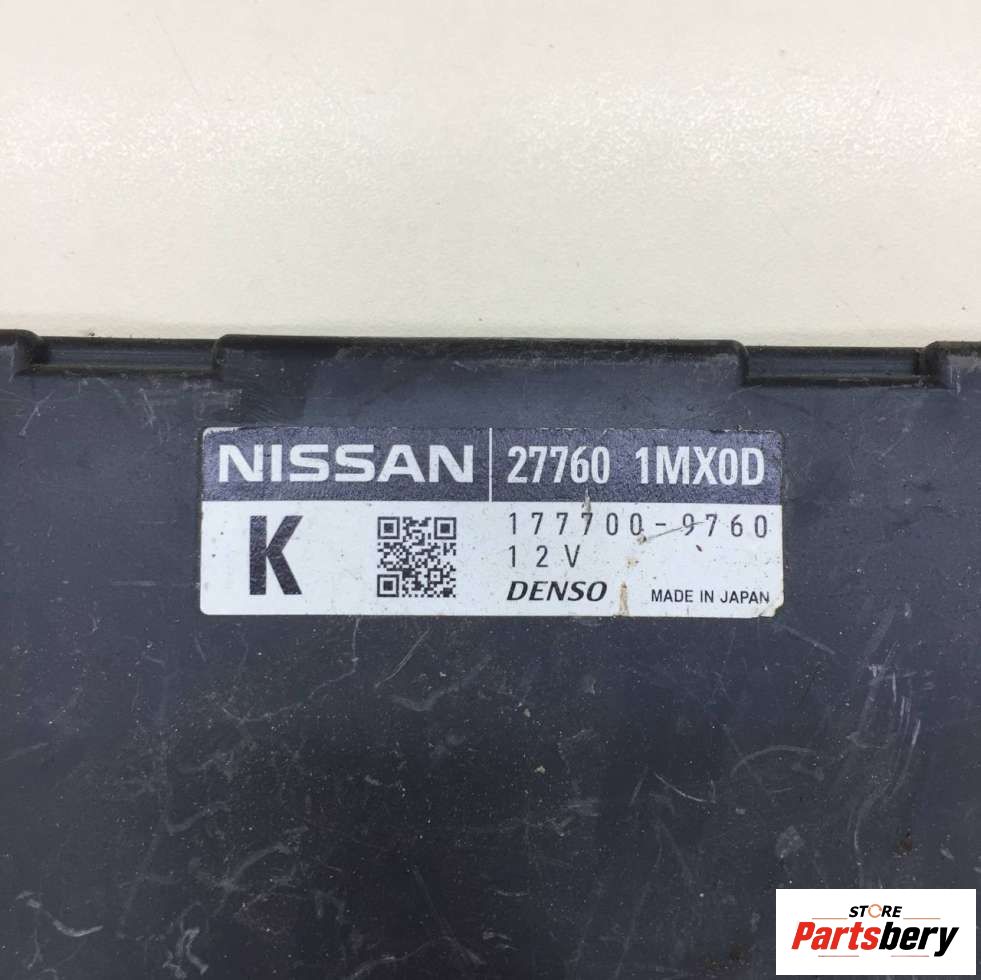 NISSAN 27760 1MX0D
K 177700-9760
12V
DENSO MADE IN JAPAN
STORE
Partsbery